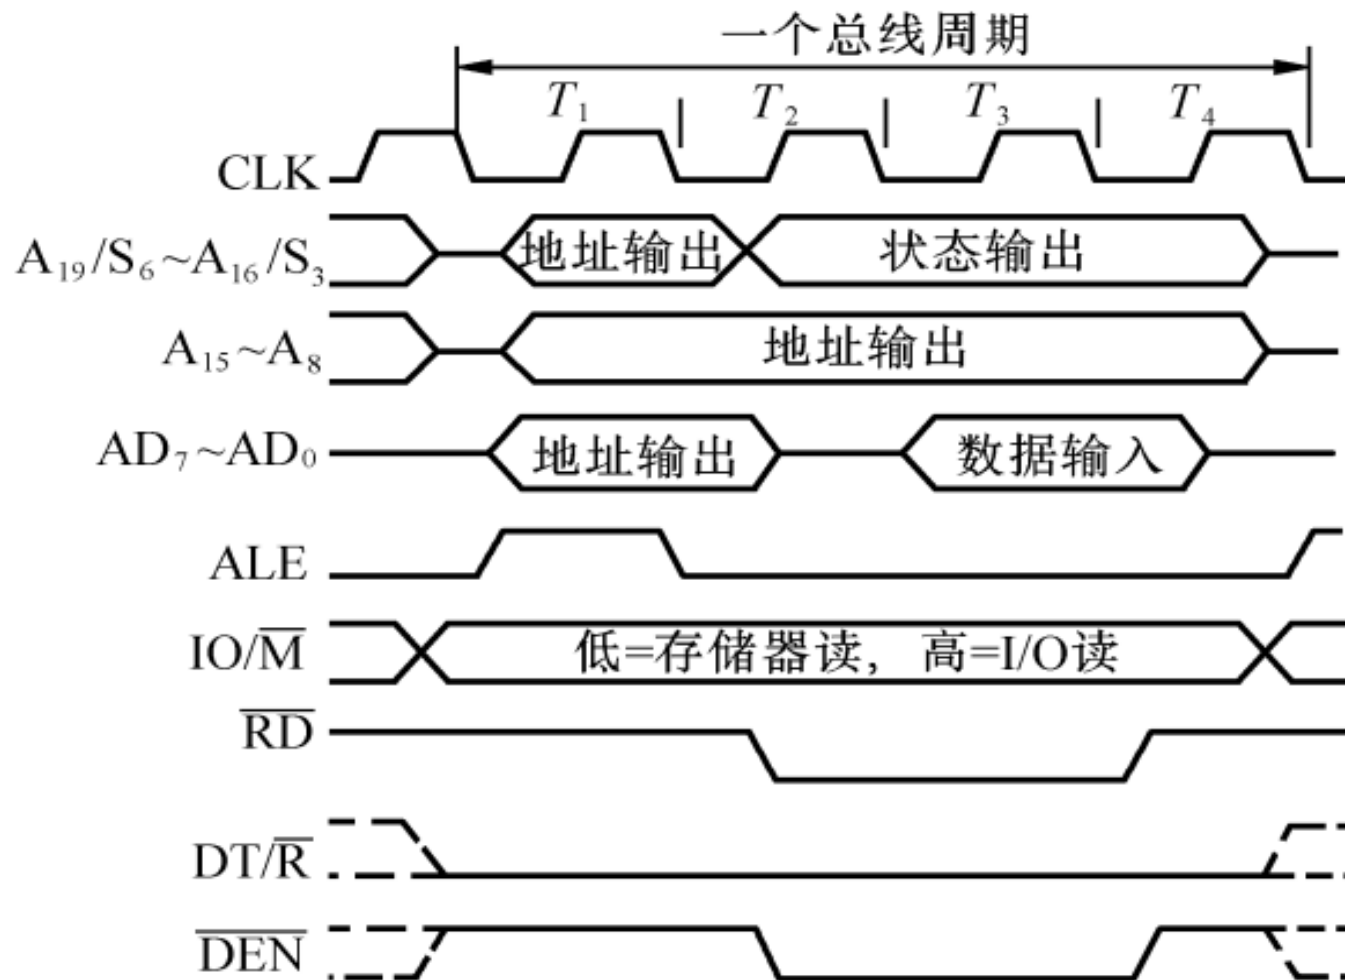 一个总线周期
T₁ T₂ T₃ T₄
CLK
A₁₉/S₆~A₁₆/S₃ 地址输出 状态输出
A₁₅~A₈ 地址输出
AD₇~AD₀ 地址输出 数据输入
ALE
IO/M̅ 低=存储器读, 高=I/O读
R̅D̅
DT/R̅
D̅E̅N̅